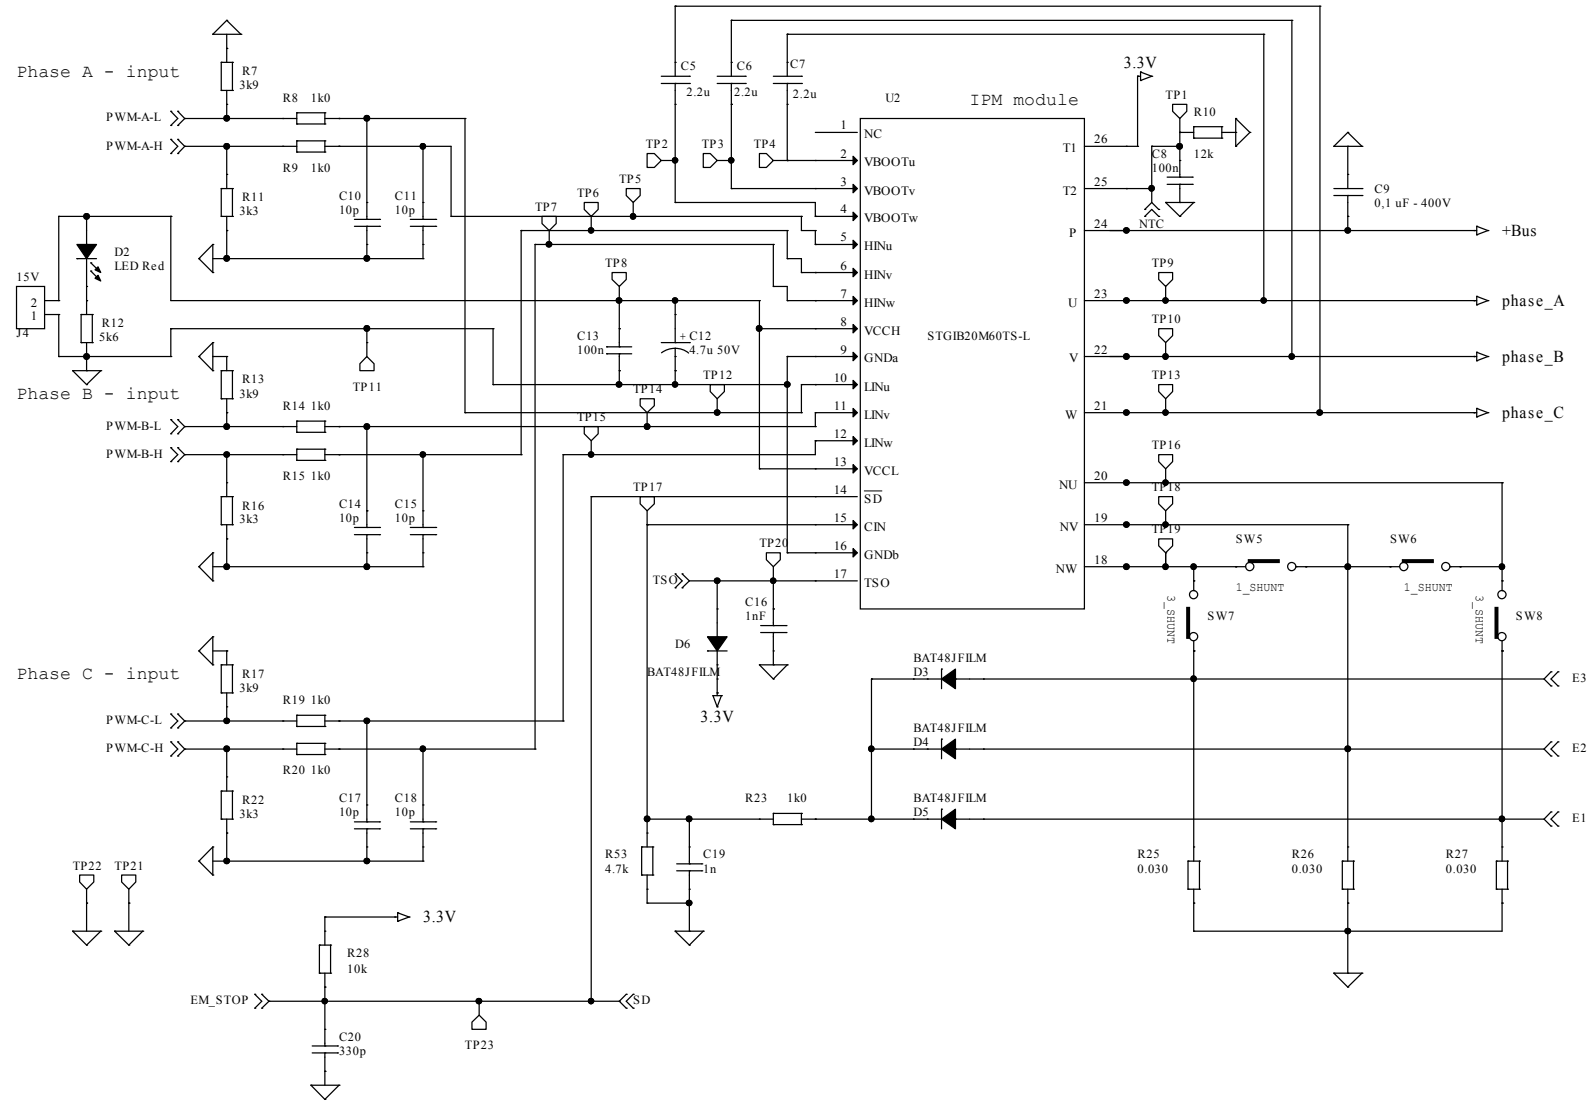 Phase A - input
R7
3k9
R8 1k0
PWM-A-L
PWM-A-H
R9 1k0
R11
3k3
C10
10p
C11
10p
D2
LED Red
15V
2
1
J4
R12
5k6
TP11
Phase B - input
R13
3k9
R14 1k0
PWM-B-L
PWM-B-H
R15 1k0
R16
3k3
C14
10p
C15
10p
Phase C - input
R17
3k9
R19 1k0
PWM-C-L
PWM-C-H
R20 1k0
R22
3k3
C17
10p
C18
10p
TP22
TP21
3.3V
R28
10k
EM_STOP
SD
TP23
C20
330p
C5
2.2u
C6
2.2u
C7
2.2u
TP2
TP3
TP4
TP5
TP6
TP7
TP8
C13
100n
+
C12
4.7u 50V
TP12
TP14
TP15
TP17
TP20
TSO
C16
1nF
D6
BAT48JFILM
3.3V
U2
IPM module
STGIB20M60TS-L
1 NC
2 VBOOTu
3 VBOOTv
4 VBOOTw
5 HINu
6 HINv
7 HINw
8 VCCH
9 GNDa
10 LINu
11 LINv
12 LINw
13 VCCL
14 SD
15 CIN
16 GNDb
17 TSO
T1 26
T2 25
P 24
U 23
V 22
W 21
NU 20
NV 19
NW 18
3.3V
TP1
R10
12k
C8
100n
NTC
C9
0,1 uF - 400V
+Bus
TP9
phase_A
TP10
phase_B
TP13
phase_C
TP16
TP18
TP19
SW5
1_SHUNT
SW6
1_SHUNT
3_SHUNT
SW7
3_SHUNT
SW8
BAT48JFILM
D3
E3
BAT48JFILM
D4
E2
BAT48JFILM
D5
E1
R23 1k0
R53
4.7k
C19
1n
R25
0.030
R26
0.030
R27
0.030